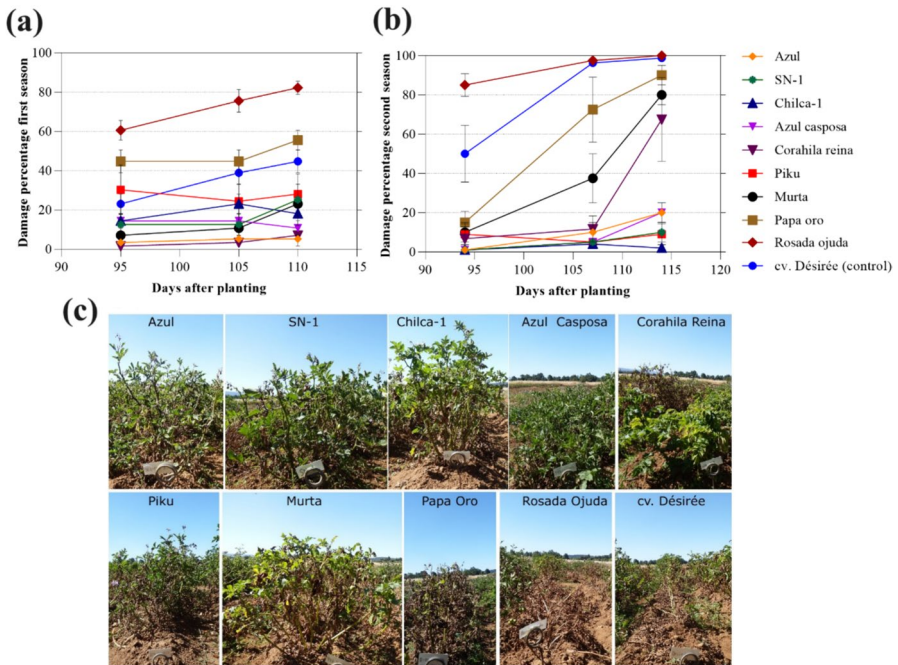 (a)
Damage percentage first season
100
80
60
40
20
0
90
95
100
105
110
115
Days after planting
(b)
Damage percentage second season
100
80
60
40
20
0
90
95
100
105
110
115
120
Days after planting
Azul
SN-1
Chilca-1
Azul casposa
Corahila reina
Piku
Murta
Papa oro
Rosada ojuda
cv. Désirée (control)
(c)
Azul
SN-1
Chilca-1
Azul Casposa
Corahila Reina
Piku
Murta
Papa Oro
Rosada Ojuda
cv. Désirée